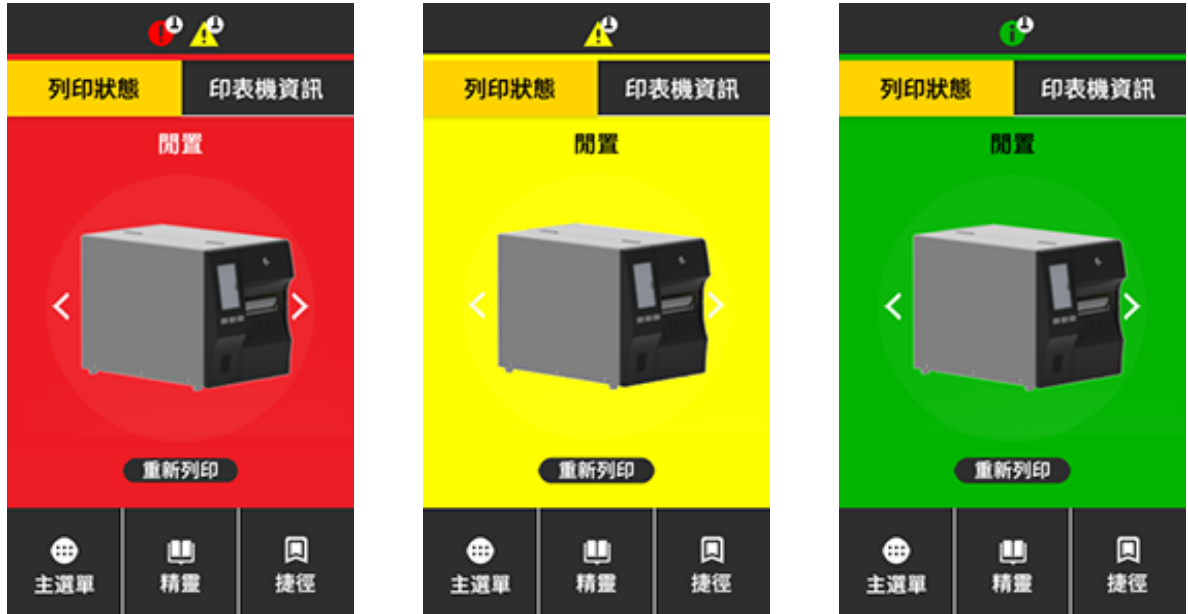 列印狀態 印表機資訊
閒置
重新列印
主選單 精靈 捷徑
列印狀態 印表機資訊
閒置
重新列印
主選單 精靈 捷徑
列印狀態 印表機資訊
閒置
重新列印
主選單 精靈 捷徑